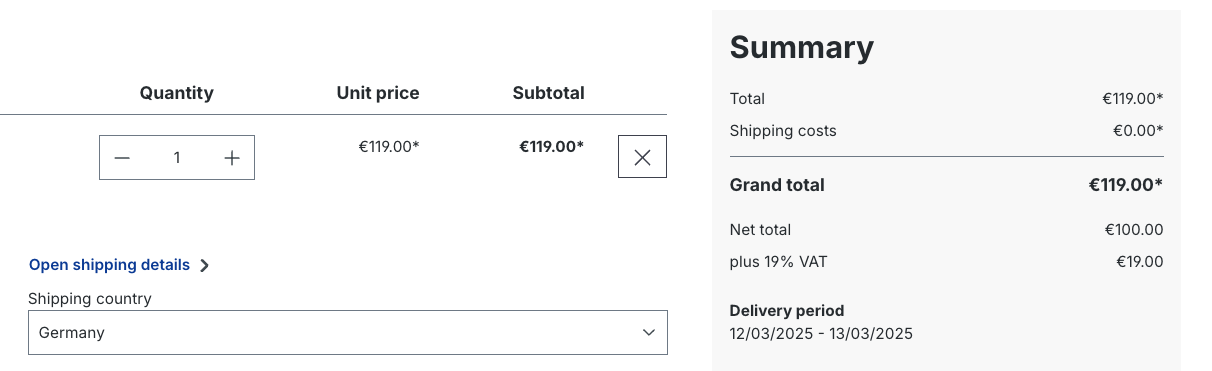 Quantity Unit price Subtotal
1 €119.00* €119.00*
Open shipping details
Shipping country
Germany
Summary
Total €119.00*
Shipping costs €0.00*
Grand total €119.00*
Net total €100.00
plus 19% VAT €19.00
Delivery period
12/03/2025 - 13/03/2025